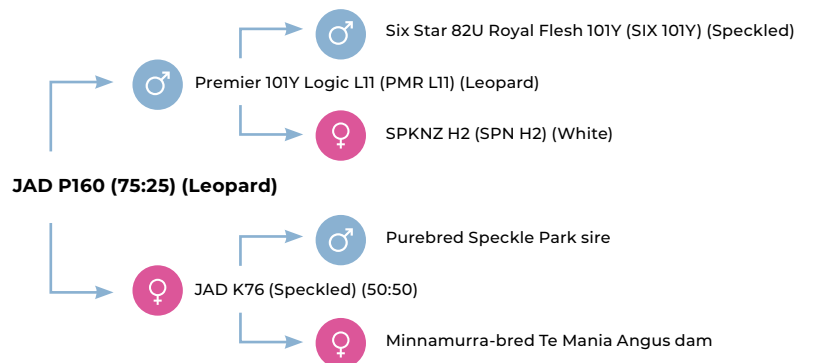 Six Star 82U Royal Flesh 101Y (SIX 101Y) (Speckled)
Premier 101Y Logic L11 (PMR L11) (Leopard)
SPKNZ H2 (SPN H2) (White)
JAD P160 (75:25) (Leopard)
Purebred Speckle Park sire
JAD K76 (Speckled) (50:50)
Minnamurra-bred Te Mania Angus dam